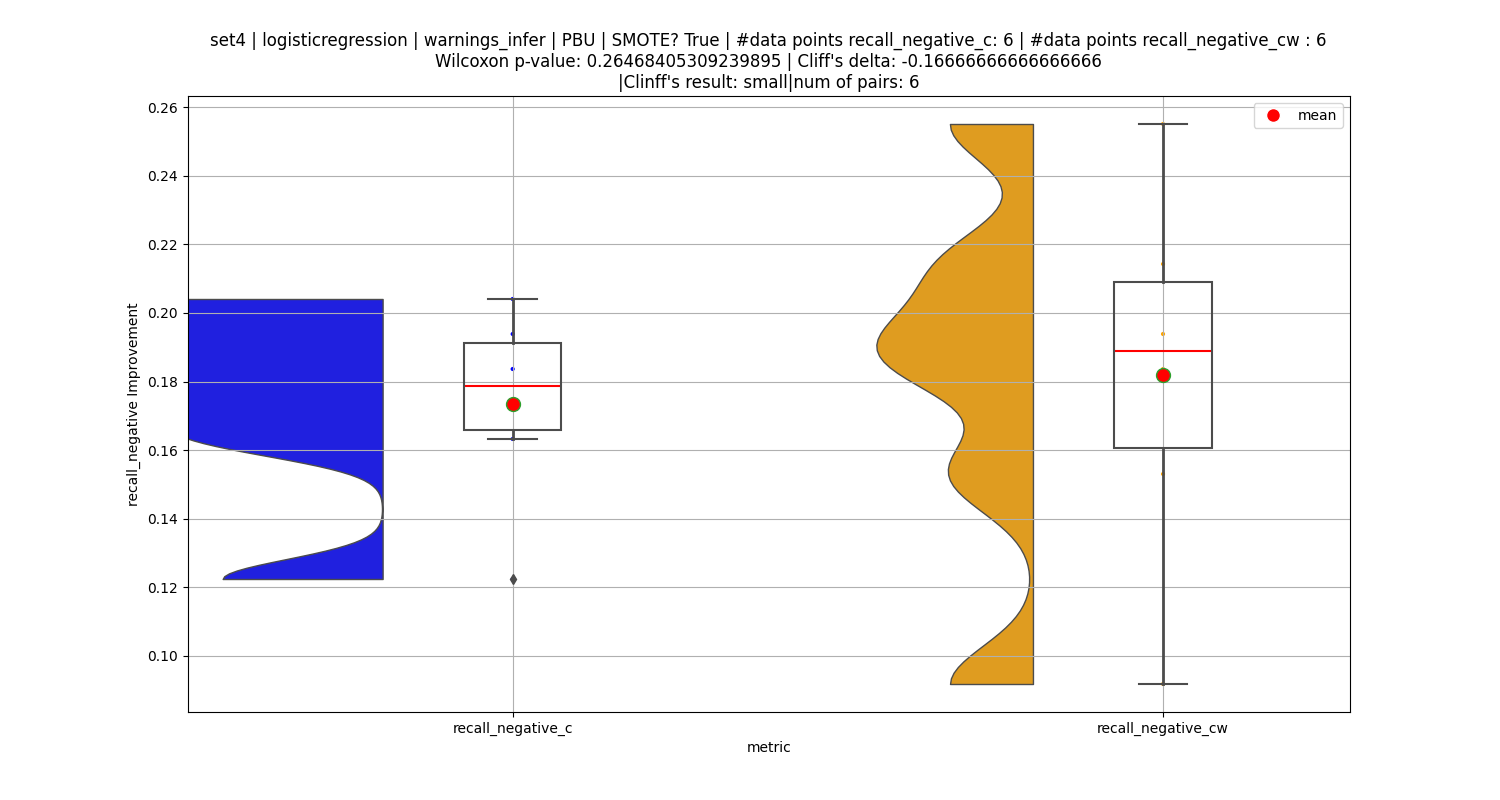 set4 | logisticregression | warnings_infer | PBU | SMOTE? True | #data points recall_negative_c: 6 | #data points recall_negative_cw : 6
Wilcoxon p-value: 0.26468405309239895 | Cliff's delta: -0.16666666666666666
|Clinff's result: small|num of pairs: 6
mean
0.26
0.24
0.22
0.20
0.18
0.16
0.14
0.12
0.10
recall_negative Improvement
recall_negative_c
recall_negative_cw
metric